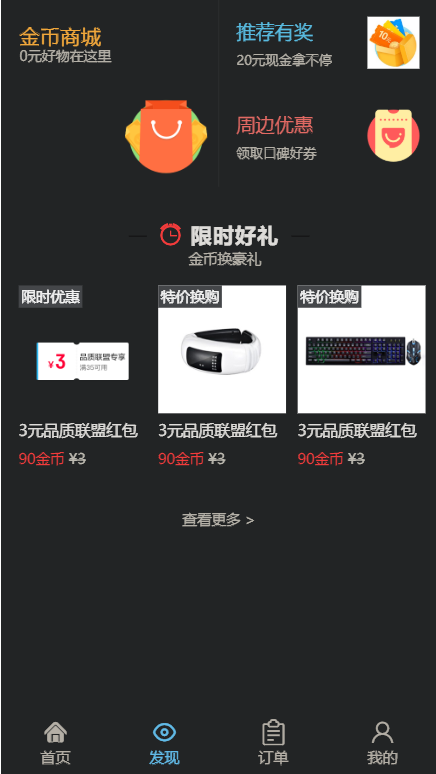 金币商城
0元好物在这里
推荐有奖
20元现金拿不停
10%
周边优惠
领取口碑好券
限时好礼
金币换豪礼
限时优惠
特价换购
特价换购
¥3
品质联盟专享
满35可用
3元品质联盟红包
3元品质联盟红包
3元品质联盟红包
90金币 ¥3
90金币 ¥3
90金币 ¥3
查看更多 >
首页
发现
订单
我的